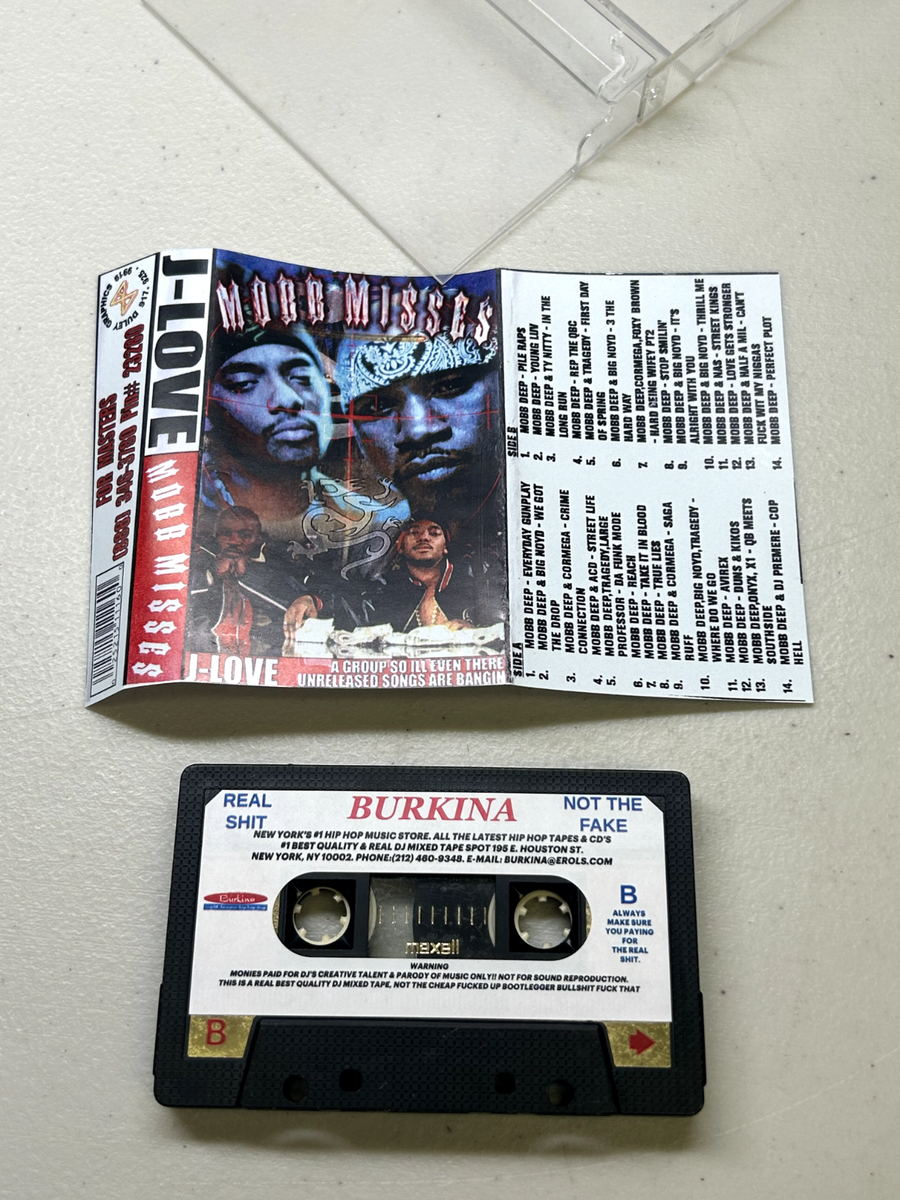 DULEY GRAPHICS
917. 925. 9919
FOR MASTERS
(888) 346-3780 Pin# 23280
J-LOVE MOBB MISSES
MOBB MISSES
J-LOVE
A GROUP SO ILL EVEN THERE
UNRELEASED SONGS ARE BANGIN
SIDE A
1. MOBB DEEP - EVERYDAY GUNPLAY
2. MOBB DEEP & BIG NOYD - WE GOT
THE DROP
3. MOBB DEEP & CORMEGA - CRIME
CONNECTION
4. MOBB DEEP & ACD - STREET LIFE
5. MOBB DEEP,TRAGEDY,LARGE
PROFESSOR - DA FUNK MODE
6. MOBB DEEP - REACH
7. MOBB DEEP - TAKE IT IN BLOOD
8. MOBB DEEP - TRUE LIES
9. MOBB DEEP & CORMEGA - SAGA
RUFF
10. MOBB DEEP,BIG NOYD,TRAGEDY -
WHERE DO WE GO
11. MOBB DEEP - AVIREX
12. MOBB DEEP - DUNS & KIKOS
13. MOBB DEEP,ONYX, X1 - QB MEETS
SOUTHSIDE
14. MOBB DEEP & DJ PREMERE - COP
HELL
SIDE B
1. MOBB DEEP - PILE RAPS
2. MOBB DEEP - YOUNG LUV
3. MOBB DEEP & TY NITTY - IN THE
LONG RUN
4. MOBB DEEP - REP THE QBC
5. MOBB DEEP & TRAGEDY - FIRST DAY
OF SPRING
6. MOBB DEEP & BIG NOYD - 3 THE
HARD WAY
7. MOBB DEEP,CORMEGA,FOXY BROWN
- HARD BEING WIFEY PT2
8. MOBB DEEP - STOP SMILIN'
9. MOBB DEEP & BIG NOYD - IT'S
ALRIGHT WITH YOU
10. MOBB DEEP & BIG NOYD - THRILL ME
11. MOBB DEEP & NAS - STREET KINGS
12. MOBB DEEP - LOVE GETS STRONGER
13. MOBB DEEP & HALF A MIL - CAN'T
FUCK WIT MY NIGGAS
14. MOBB DEEP - PERFECT PLOT
REAL
SHIT
BURKINA
NOT THE
FAKE
NEW YORK'S #1 HIP HOP MUSIC STORE. ALL THE LATEST HIP HOP TAPES & CD'S
#1 BEST QUALITY & REAL DJ MIXED TAPE SPOT 195 E. HOUSTON ST.
NEW YORK, NY 10002. PHONE:(212) 460-9348. E-MAIL: BURKINA@EROLS.COM
Burkina
maxell
B
ALWAYS
MAKE SURE
YOU PAYING
FOR
THE REAL
SHIT.
WARNING
MONIES PAID FOR DJ'S CREATIVE TALENT & PARODY OF MUSIC ONLY!! NOT FOR SOUND REPRODUCTION.
THIS IS A REAL BEST QUALITY DJ MIXED TAPE, NOT THE CHEAP FUCKED UP BOOTLEGGER BULLSHIT FUCK THAT
B